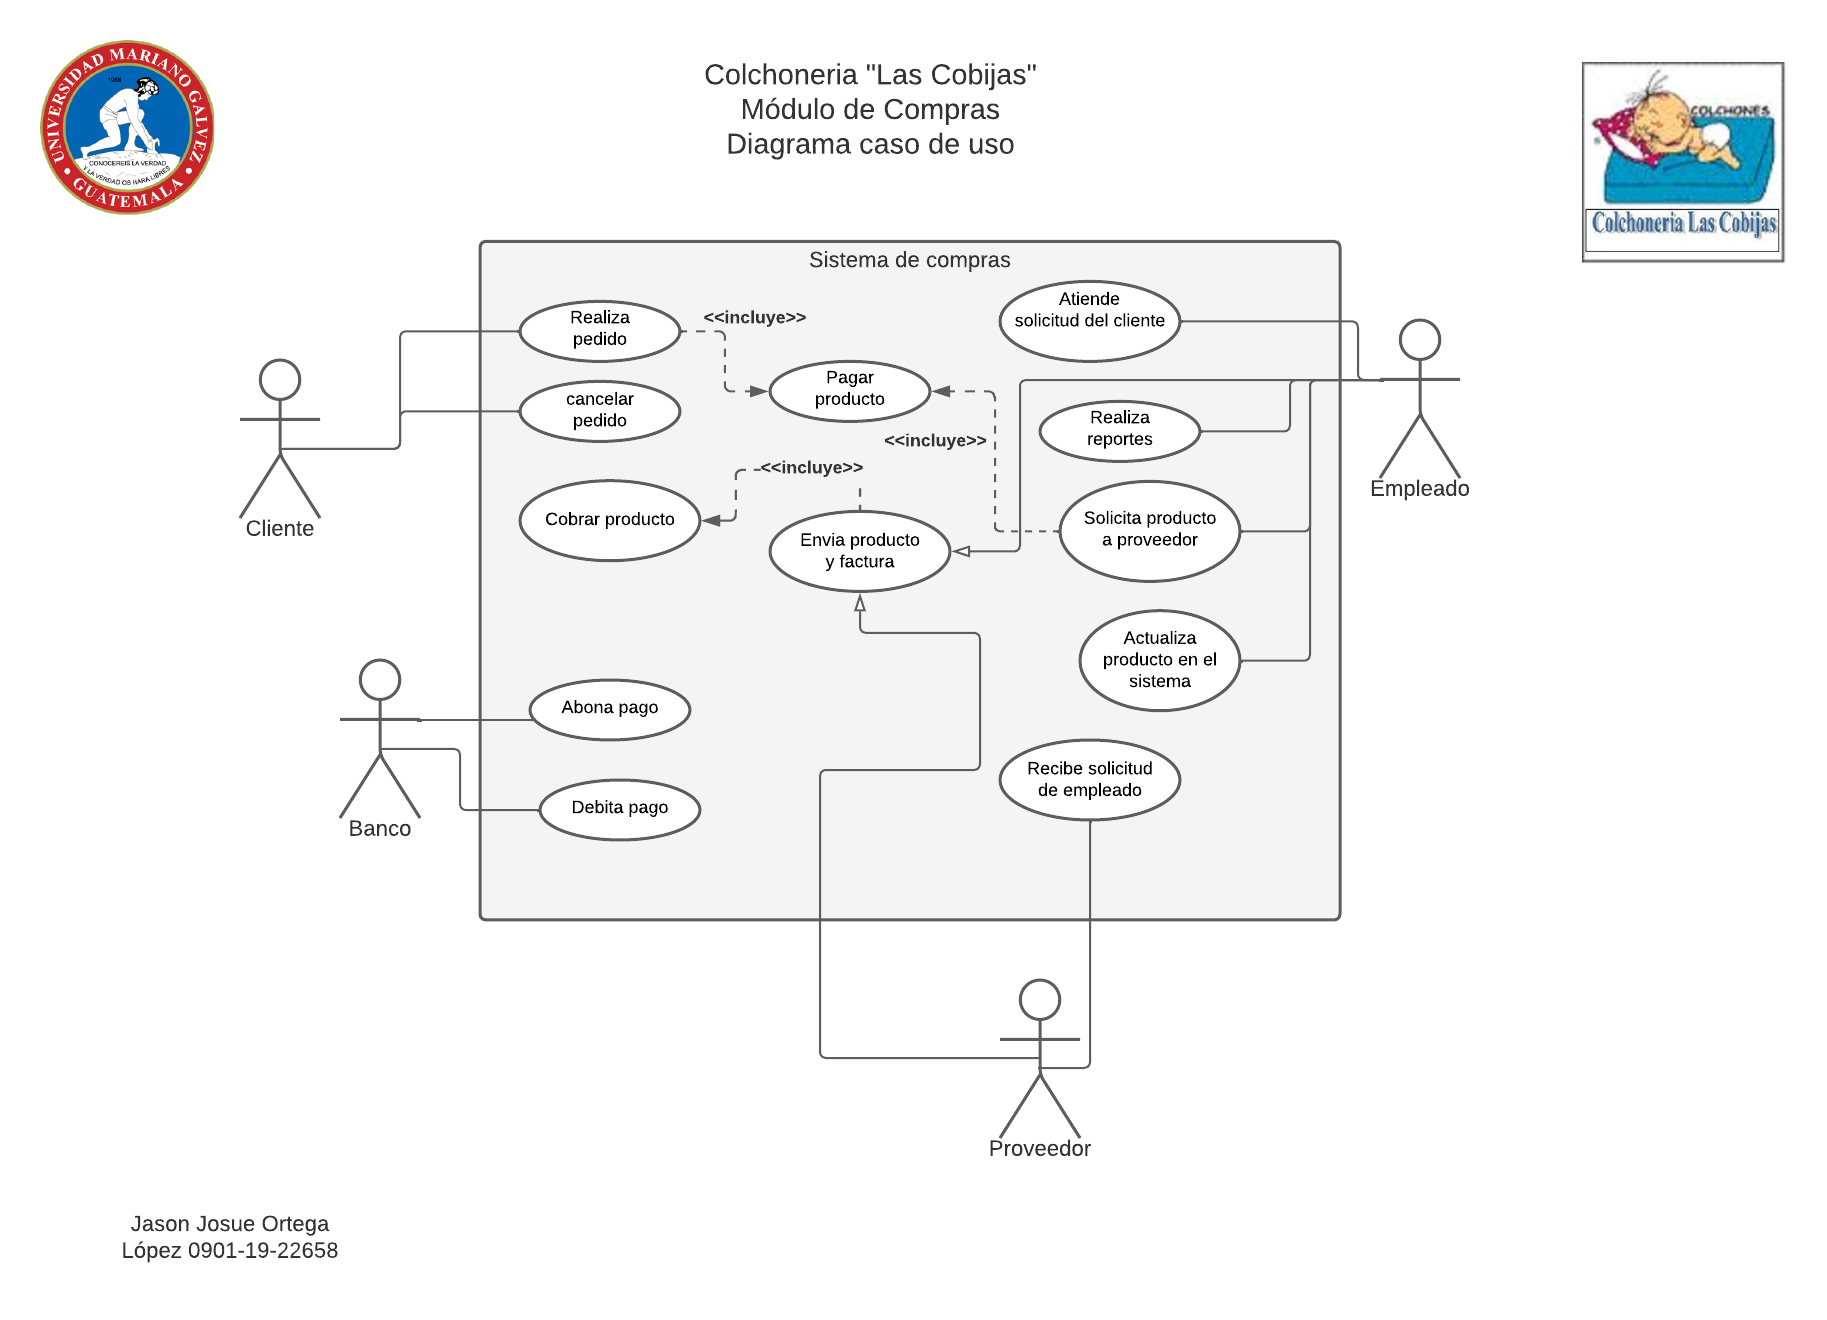 UNIVERSIDAD MARIANO GALVEZ
1966
CONOCEREIS LA VERDAD
Y LA VERDAD OS HARA LIBRES
GUATEMALA
Colchoneria "Las Cobijas"
Módulo de Compras
Diagrama caso de uso
COLCHONES
Colchoneria Las Cobijas
Sistema de compras
Realiza
pedido
<<incluye>>
Atiende
solicitud del cliente
Pagar
producto
cancelar
pedido
Realiza
reportes
<<incluye>>
<<incluye>>
Cobrar producto
Envia producto
y factura
Solicita producto
a proveedor
Cliente
Empleado
Actualiza
producto en el
sistema
Abona pago
Recibe solicitud
de empleado
Debita pago
Banco
Proveedor
Jason Josue Ortega
López 0901-19-22658